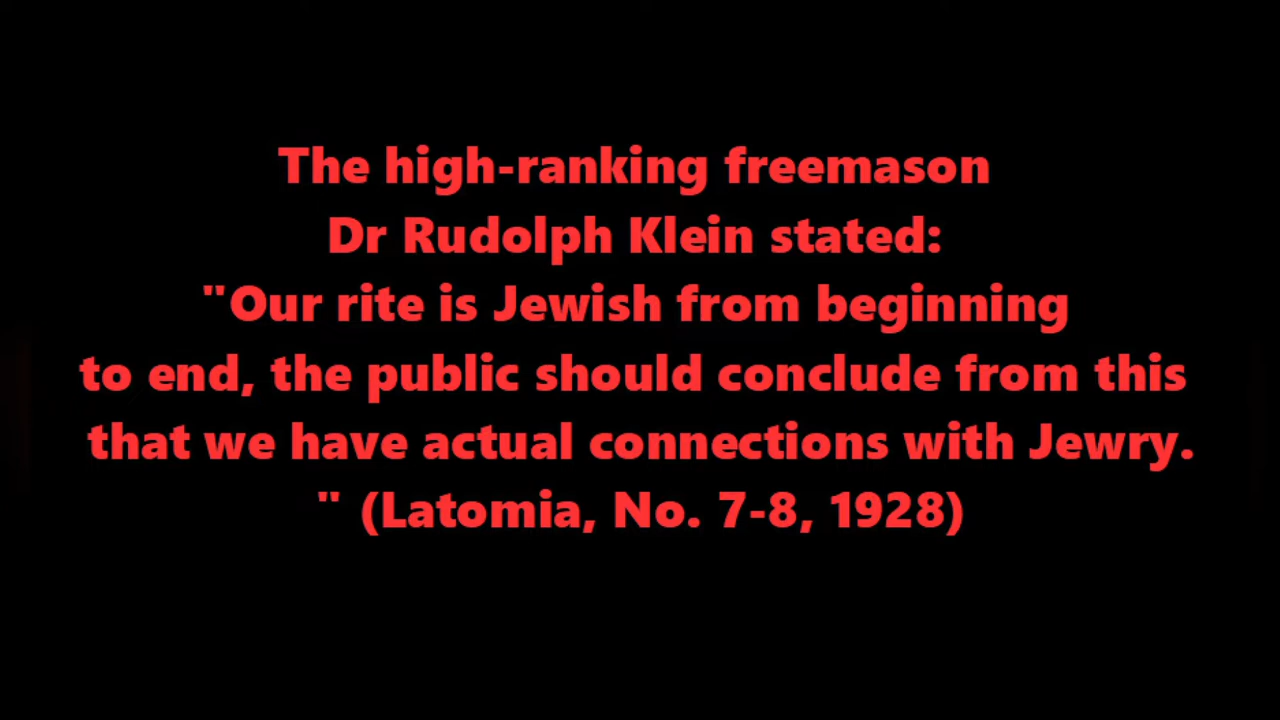 The high-ranking freemason
Dr Rudolph Klein stated:
"Our rite is Jewish from beginning
to end, the public should conclude from this
that we have actual connections with Jewry.
" (Latomia, No. 7-8, 1928)